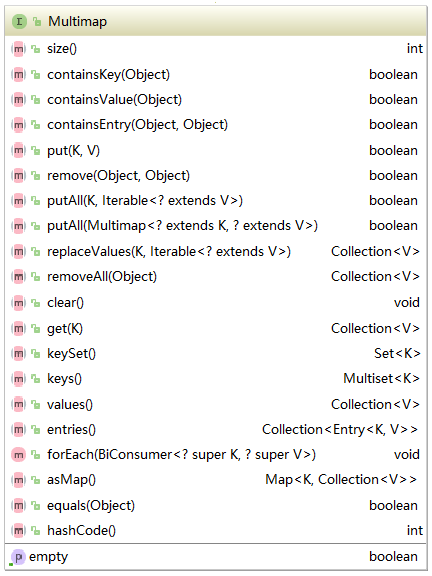 I Multimap
m size() int
m containsKey(Object) boolean
m containsValue(Object) boolean
m containsEntry(Object, Object) boolean
m put(K, V) boolean
m remove(Object, Object) boolean
m putAll(K, Iterable<? extends V>) boolean
m putAll(Multimap<? extends K, ? extends V>) boolean
m replaceValues(K, Iterable<? extends V>) Collection<V>
m removeAll(Object) Collection<V>
m clear() void
m get(K) Collection<V>
m keySet() Set<K>
m keys() Multiset<K>
m values() Collection<V>
m entries() Collection<Entry<K, V>>
m forEach(BiConsumer<? super K, ? super V>) void
m asMap() Map<K, Collection<V>>
m equals(Object) boolean
m hashCode() int
p empty boolean